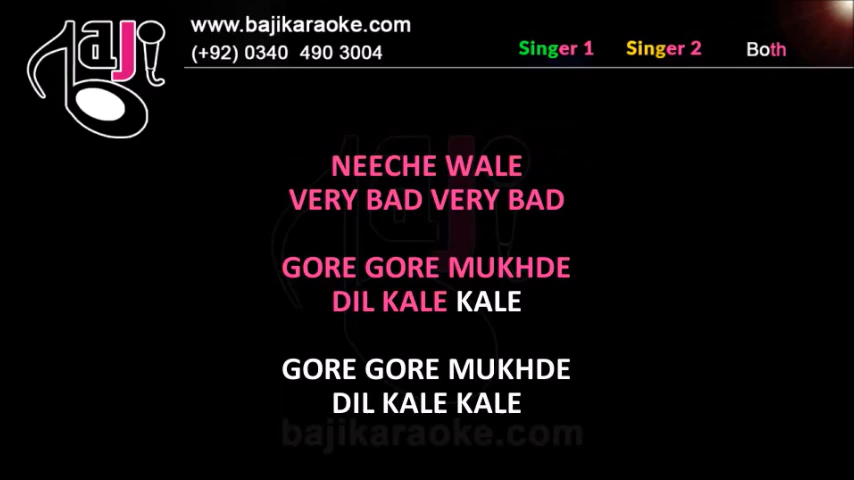 www.bajikaraoke.com
(+92) 0340 490 3004
Singer 1 Singer 2 Both
baji
NEECHE WALE
VERY BAD VERY BAD
GORE GORE MUKHDE
DIL KALE KALE
GORE GORE MUKHDE
DIL KALE KALE
bajikaraoke.com